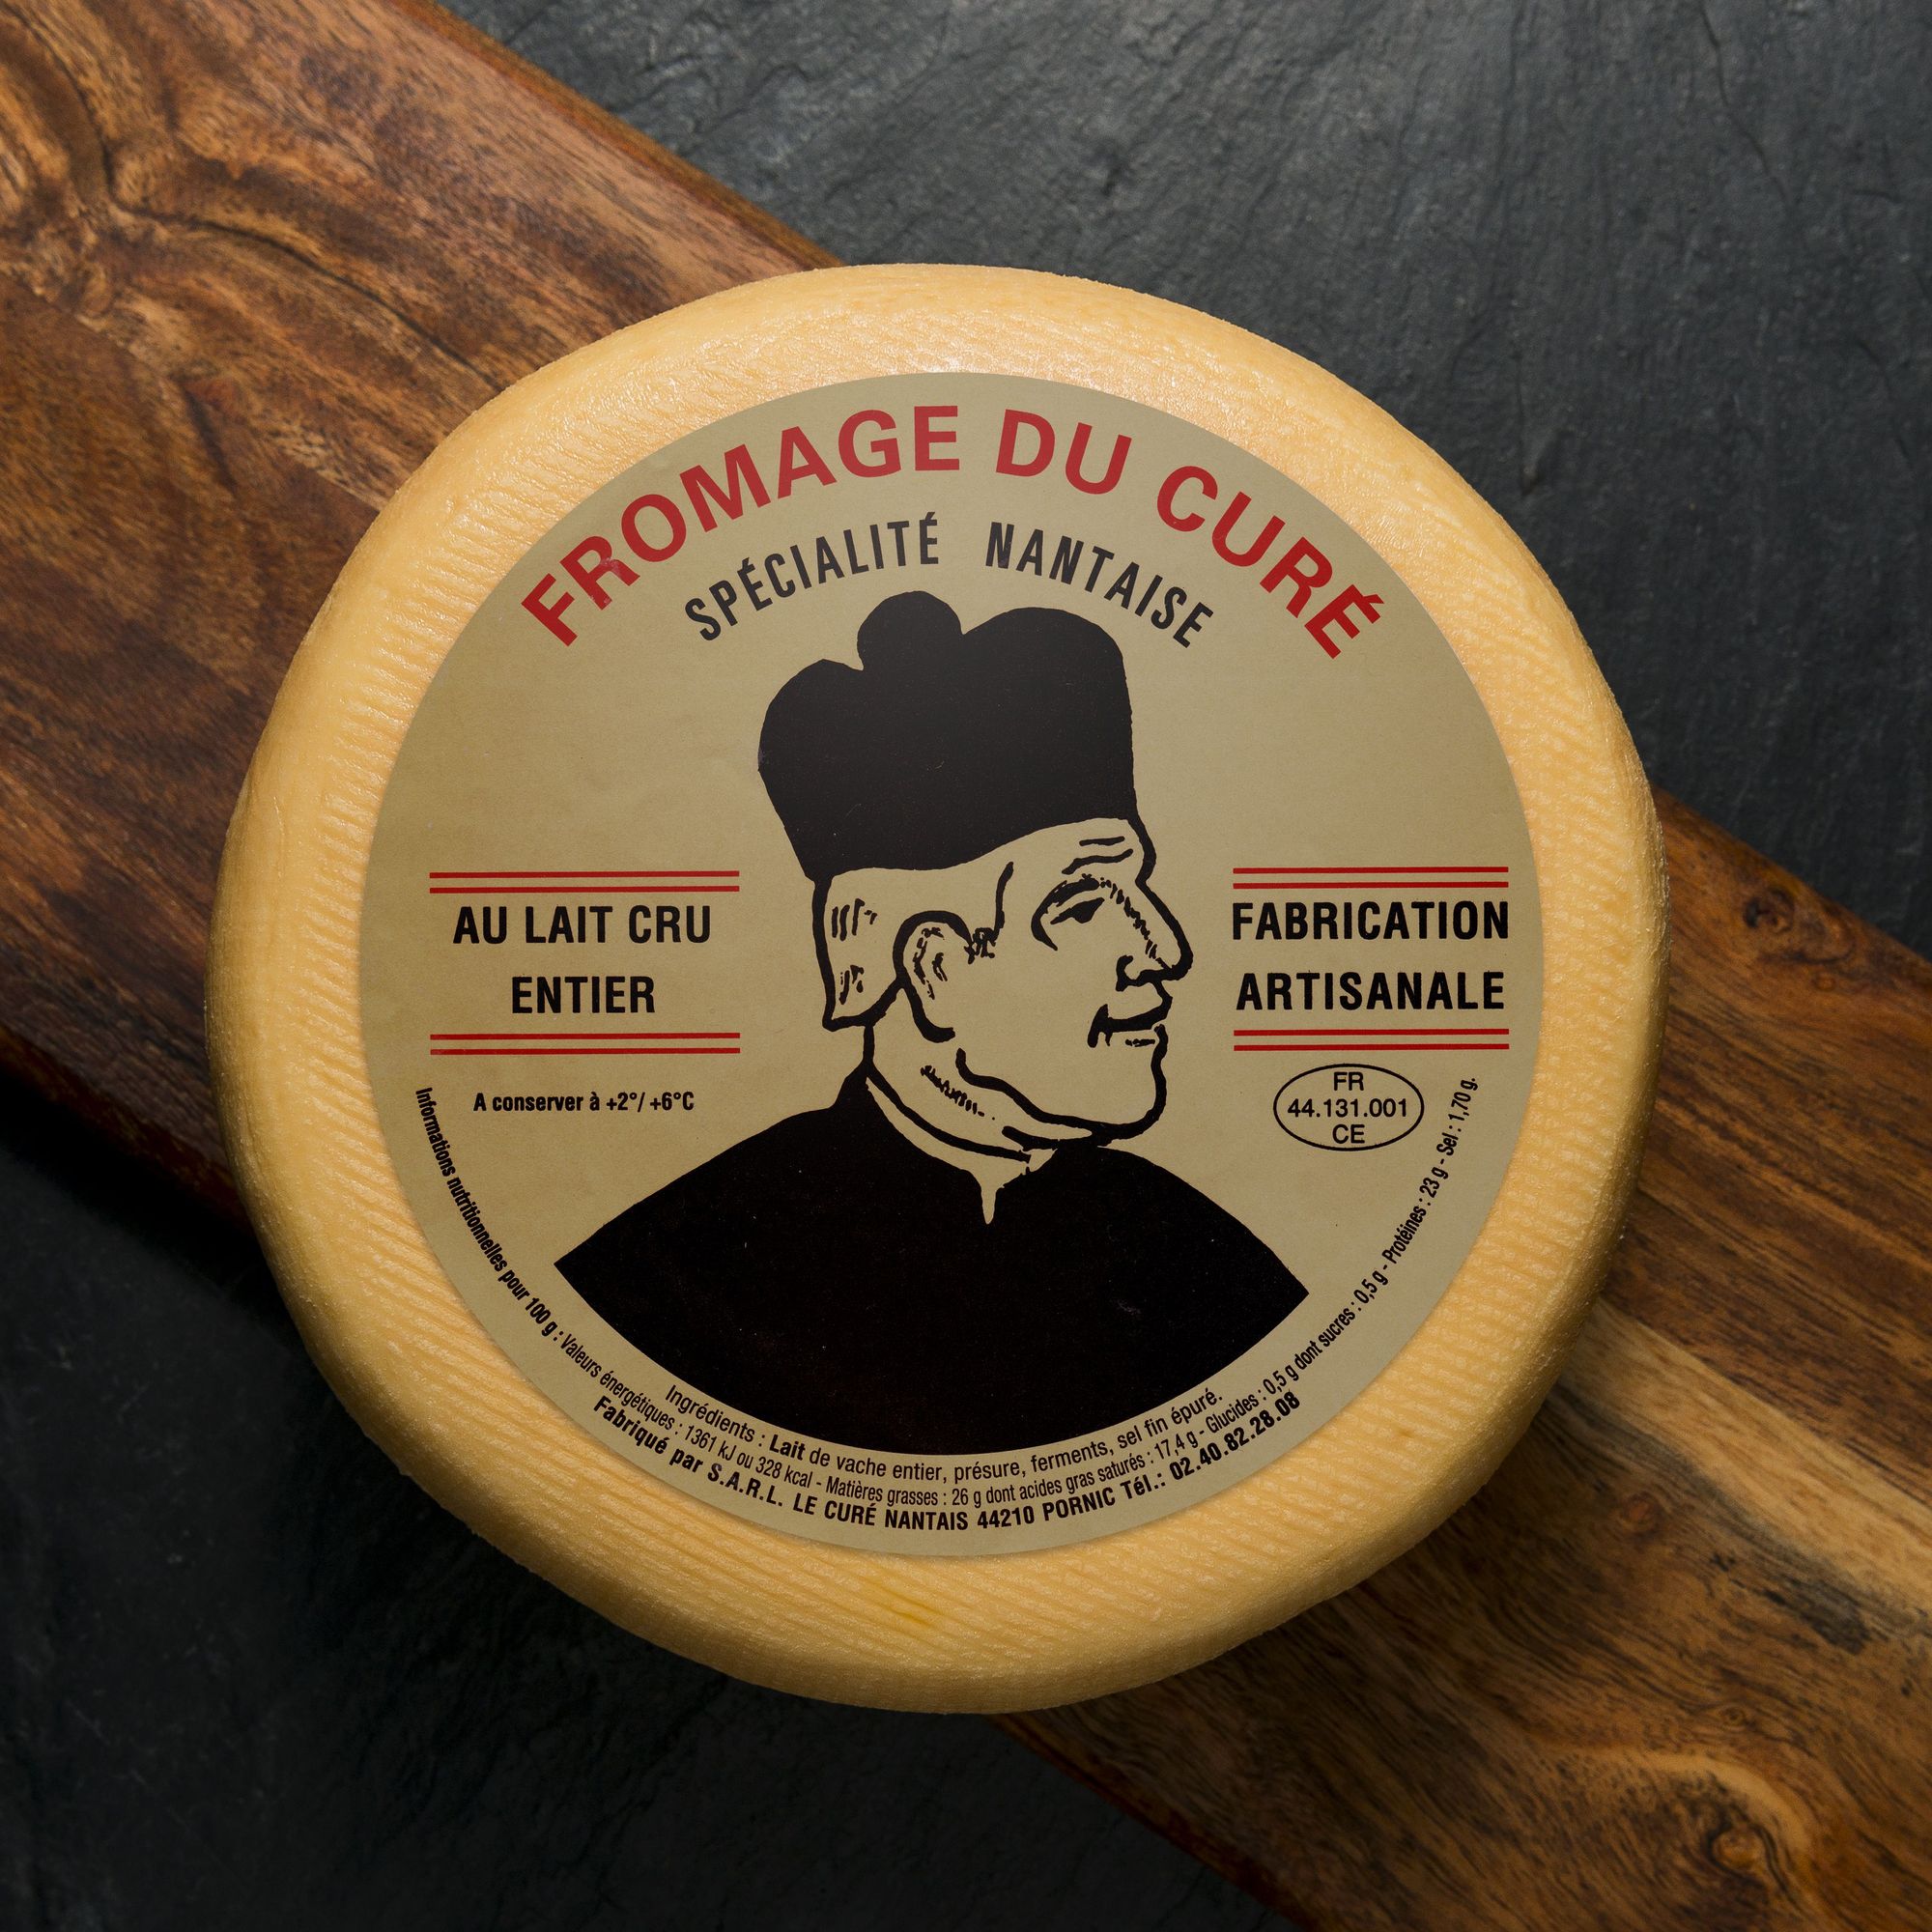 FROMAGE DU CURÉ
SPÉCIALITÉ NANTAISE
AU LAIT CRU
ENTIER
FABRICATION
ARTISANALE
A conserver à +2°/ +6°C
FR
44.131.001
CE
Ingrédients : Lait de vache entier, présure, ferments, sel fin épuré.
Informations nutritionnelles pour 100 g : Valeurs énergétiques : 1361 kJ ou 328 kcal - Matières grasses : 26 g dont acides gras saturés : 17,4 g - Glucides : 0,5 g dont sucres : 0,5 g - Protéines : 23 g - Sel : 1,70 g.
Fabriqué par S.A.R.L. LE CURÉ NANTAIS 44210 PORNIC Tél.: 02.40.82.28.08